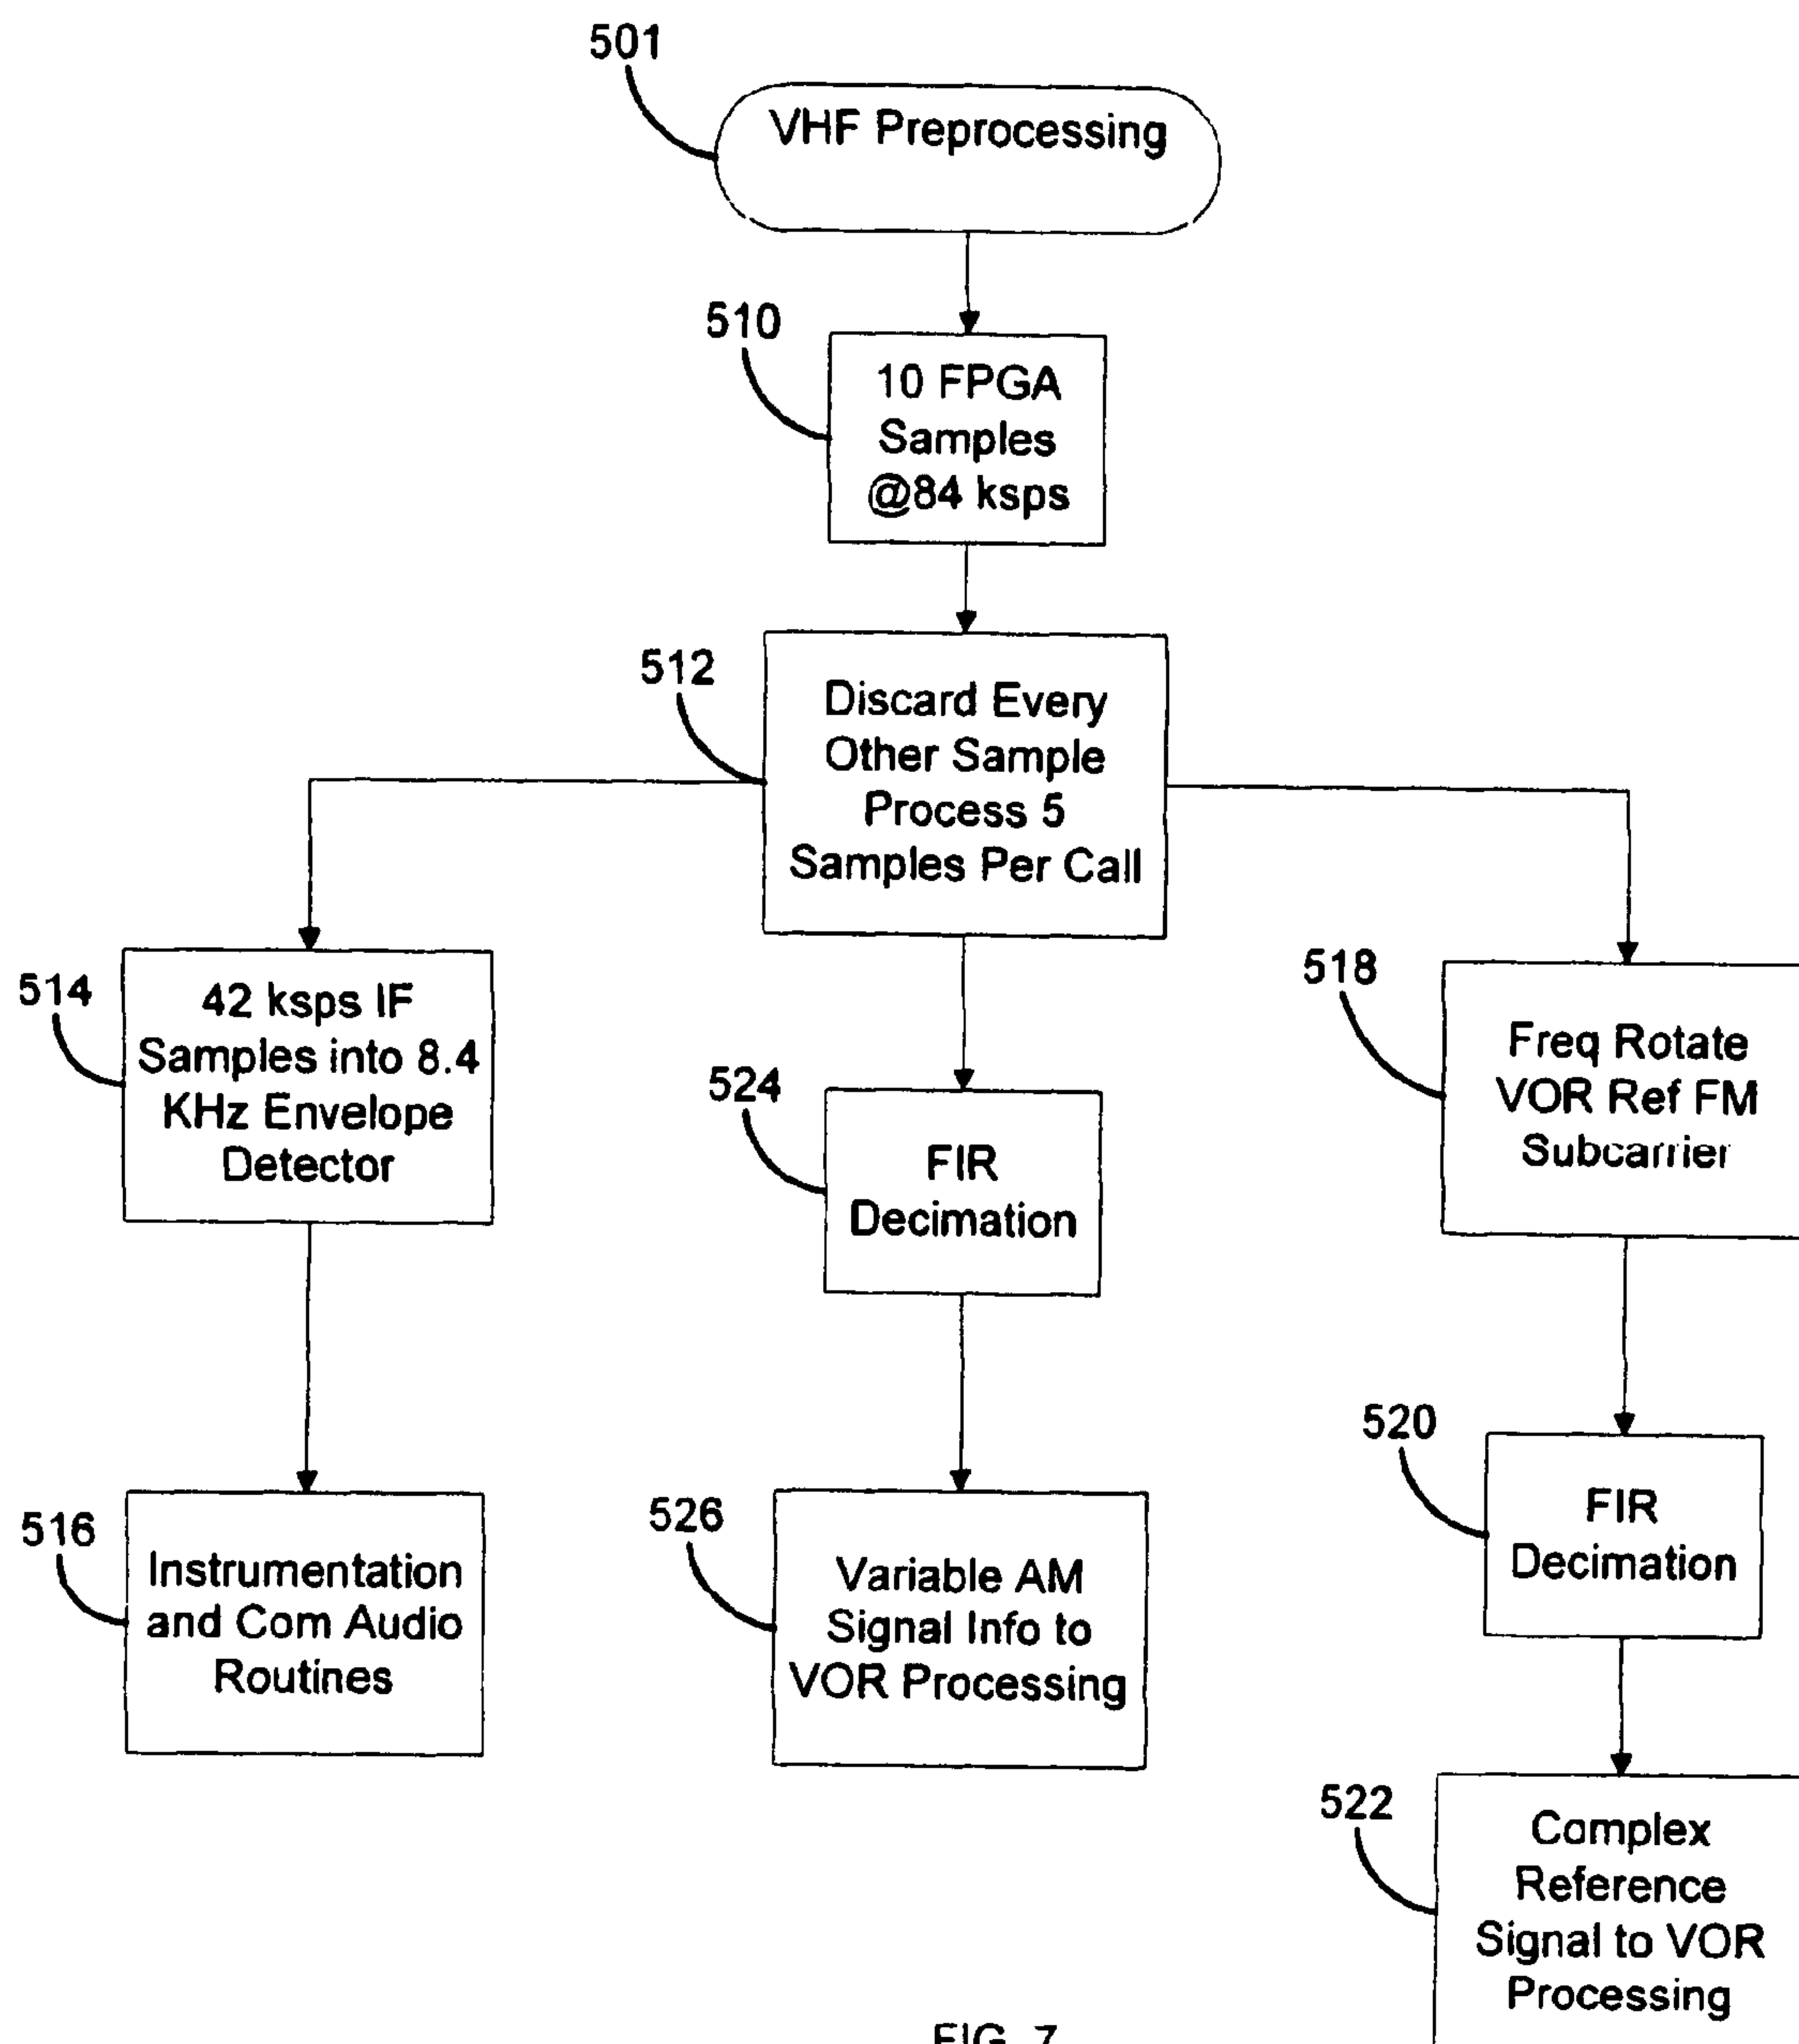 501
VHF Preprocessing
510
10 FPGA
Samples
@84 ksps
512
Discard Every
Other Sample
Process 5
Samples Per Call
514
42 ksps IF
Samples into 8.4
KHz Envelope
Detector
524
FIR
Decimation
518
Freq Rotate
VOR Ref FM
Subcarrier
516
Instrumentation
and Com Audio
Routines
526
Variable AM
Signal Info to
VOR Processing
520
FIR
Decimation
522
Complex
Reference
Signal to VOR
Processing
FIG. 7